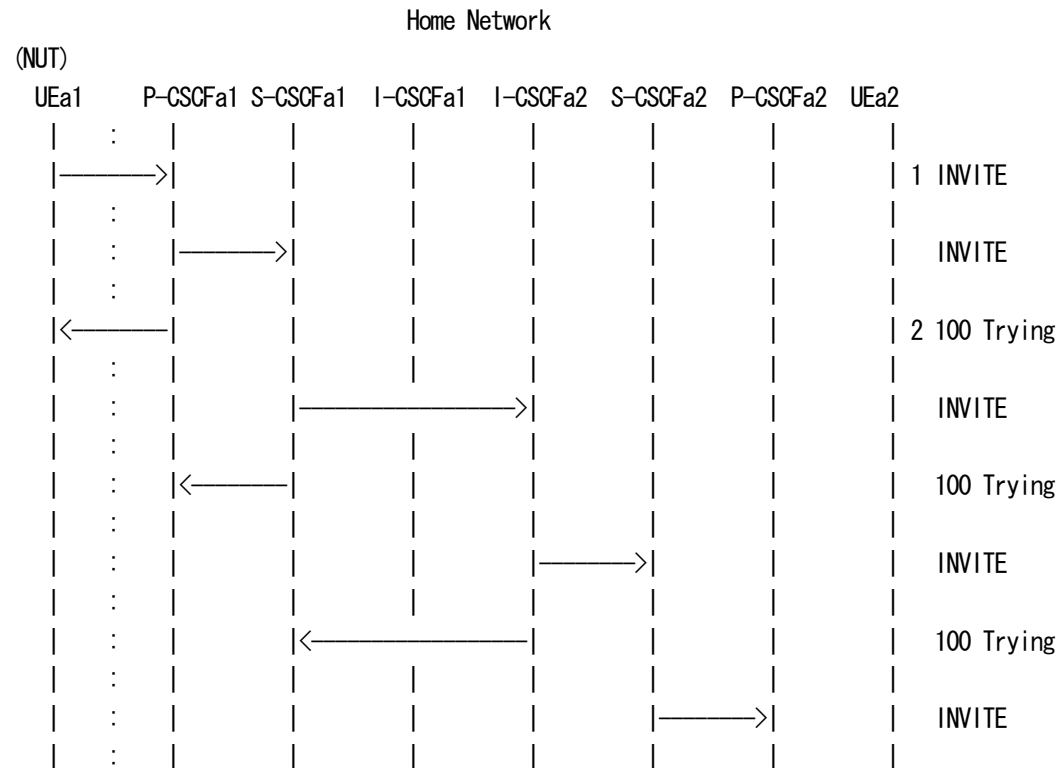 Home Network
(NUT)
UEa1 P-CSCFa1 S-CSCFa1 I-CSCFa1 I-CSCFa2 S-CSCFa2 P-CSCFa2 UEa2
1 INVITE
INVITE
2 100 Trying
INVITE
100 Trying
INVITE
100 Trying
INVITE